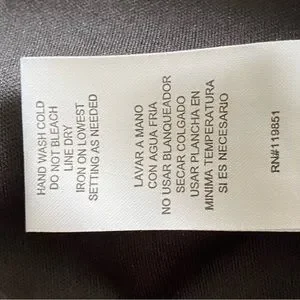 HAND WASH COLD
DO NOT BLEACH
LINE DRY
IRON ON LOWEST
SETTING AS NEEDED
LAVAR A MANO
CON AGUA FRIA
NO USAR BLANQUEADOR
SECAR COLGADO
USAR PLANCHA EN
MINIMA TEMPERATURA
SI ES NECESARIO
RN#119851